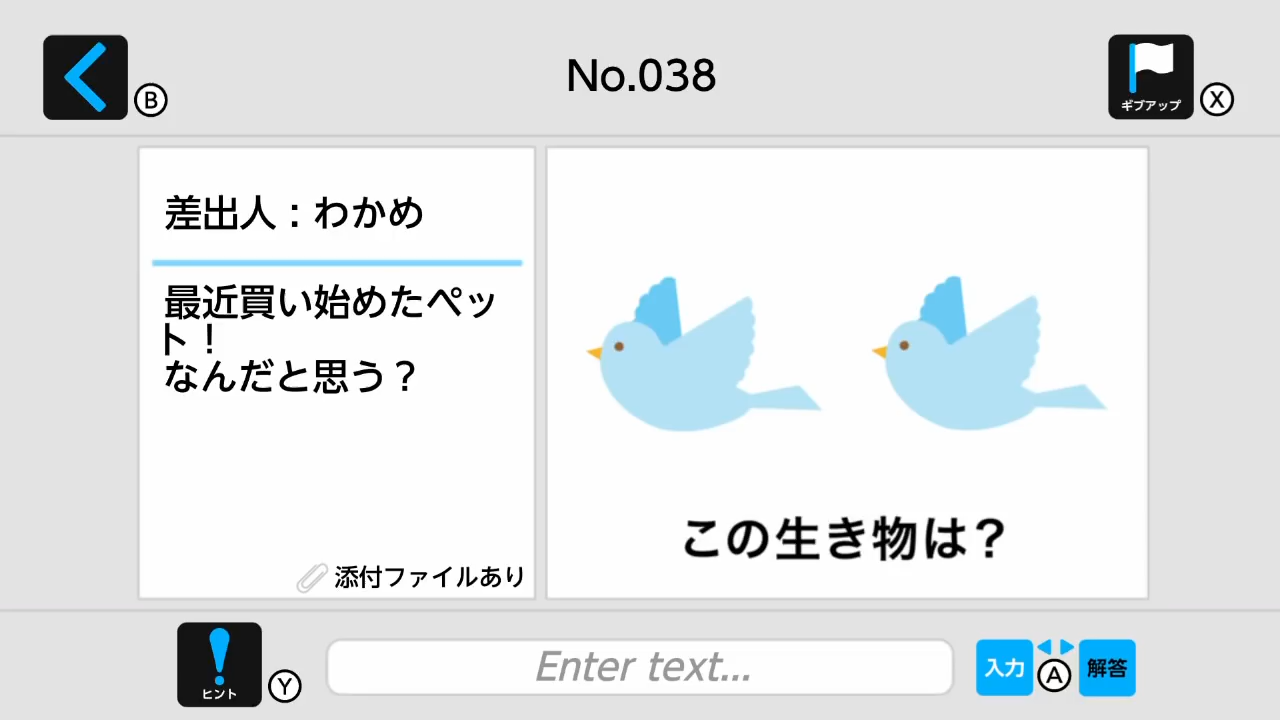 No.038
B
ギブアップ
X
差出人：わかめ
最近買い始めたペッ
ト！
なんだと思う？
添付ファイルあり
この生き物は？
ヒント
Y
Enter text...
入力
A
解答